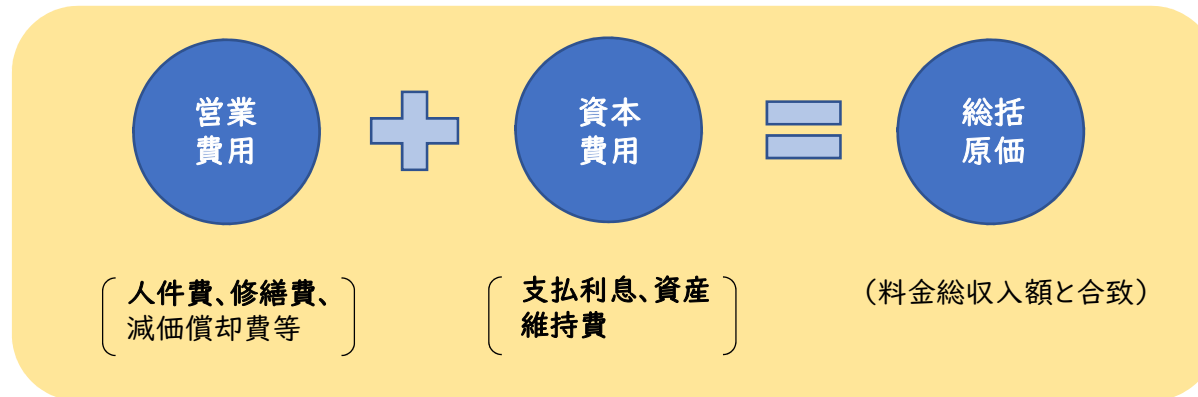 営業
費用
資本
費用
総括
原価
人件費、修繕費、
減価償却費等
支払利息、資産
維持費
（料金総収入額と合致）